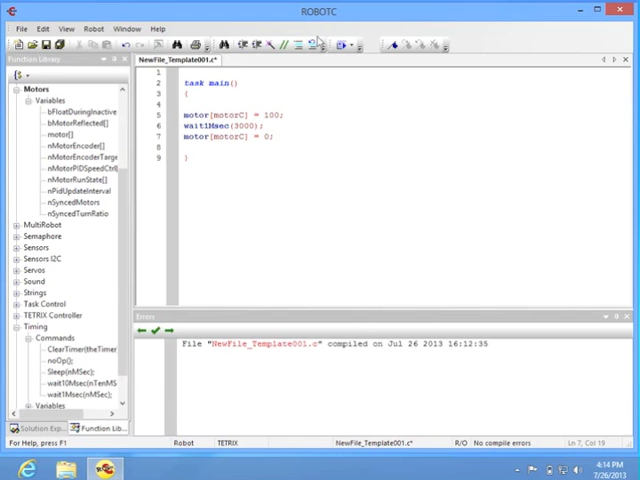 ROBOTC
File Edit View Robot Window Help
Function Library
NewFile_Template001.c*
Motors
Variables
bFloatDuringInactive
bMotorReflected[]
motor[]
nMotorEncoder[]
nMotorEncoderTarge
nMotorPIDSpeedCtrl[
nMotorRunState[]
nPidUpdateInterval
nSyncedMotors
nSyncedTurnRatio
MultiRobot
Semaphore
Sensors
Sensors I2C
Servos
Sound
Strings
Task Control
TETRIX Controller
Timing
Commands
ClearTimer(theTimer
noOp();
Sleep(nMSec)
wait10Msec(nTenMS
wait1Msec(nMSec);
Variables
1
2 task main()
3 {
4
5 motor[motorC] = 100;
6 wait1Msec(3000);
7 motor[motorC] = 0;
8
9 }
Errors
File "NewFile_Template001.c" compiled on Jul 26 2013 16:12:35
Solution Exp... Function Lib...
For Help, press F1 Robot TETRIX NewFile_Template001.c* R/O No compile errors Ln 7, Col 19
4:14 PM
7/26/2013